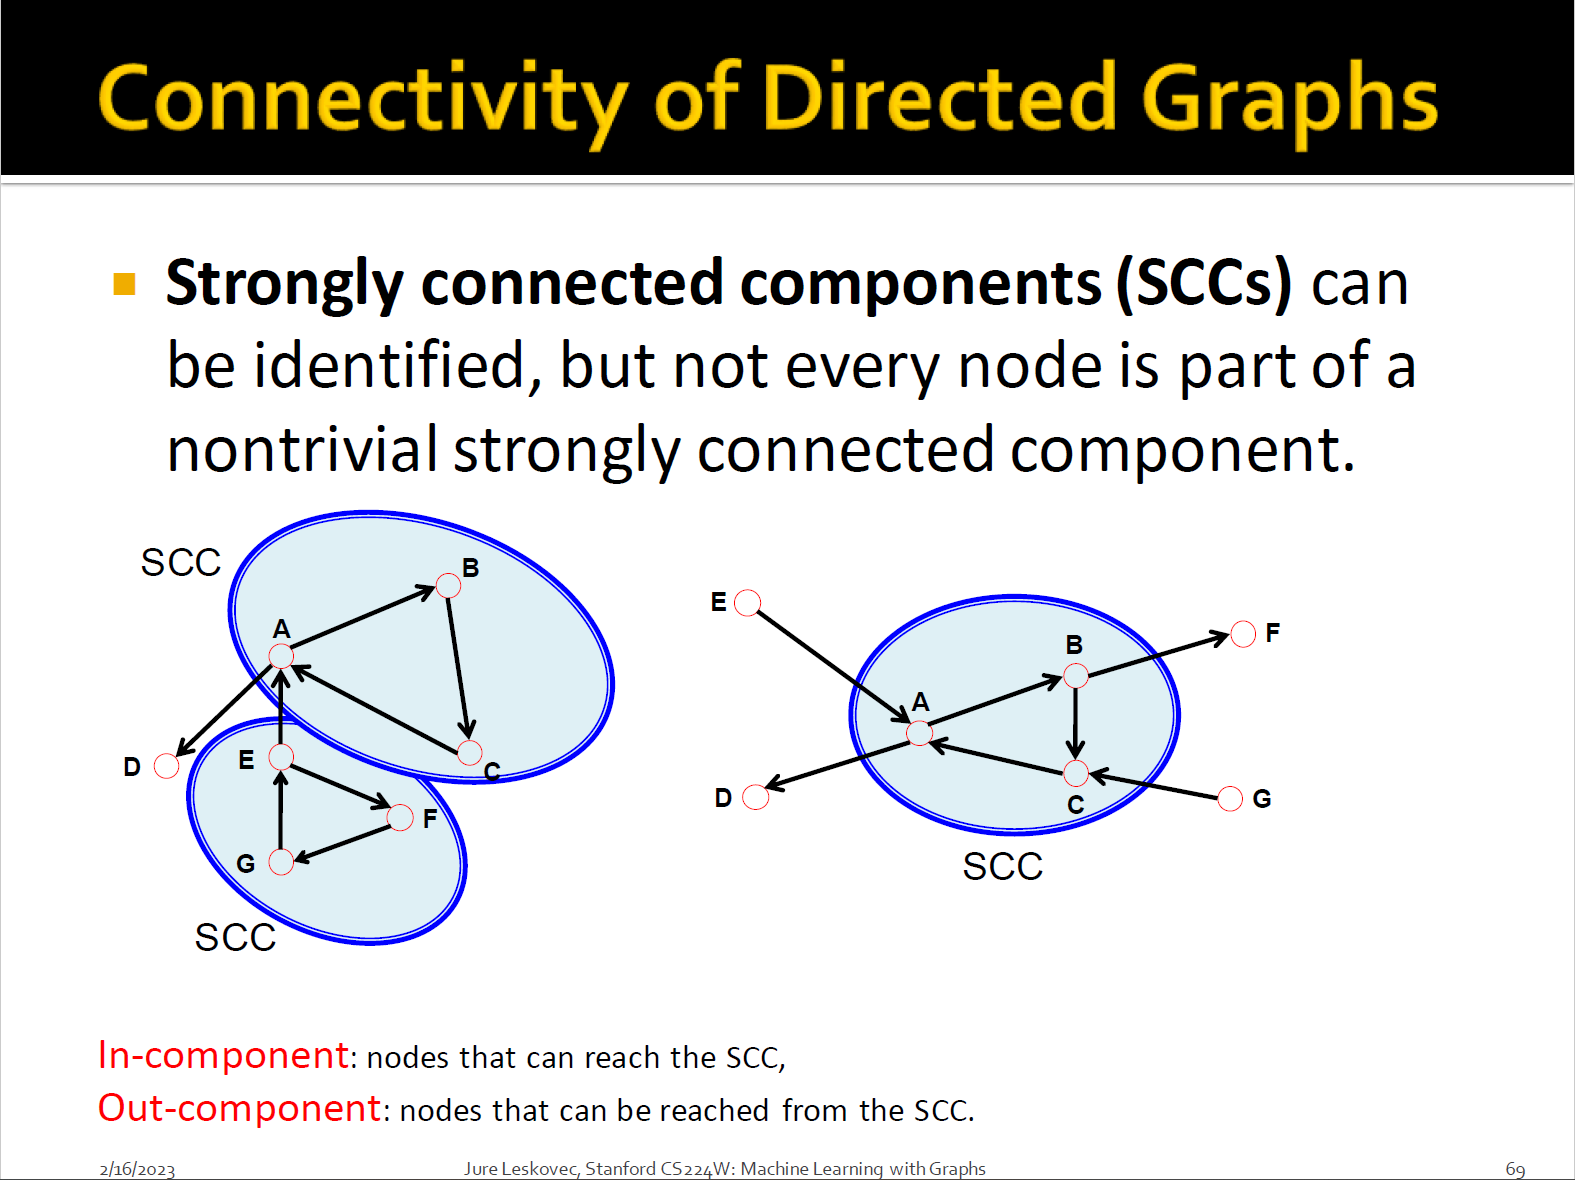 Connectivity of Directed Graphs
Strongly connected components (SCCs) can
be identified, but not every node is part of a
nontrivial strongly connected component.
SCC
B
A
D
E
C
F
G
SCC
E
F
B
A
D
C
G
SCC
In-component: nodes that can reach the SCC,
Out-component: nodes that can be reached from the SCC.
2/16/2023
Jure Leskovec, Stanford CS224W: Machine Learning with Graphs
69